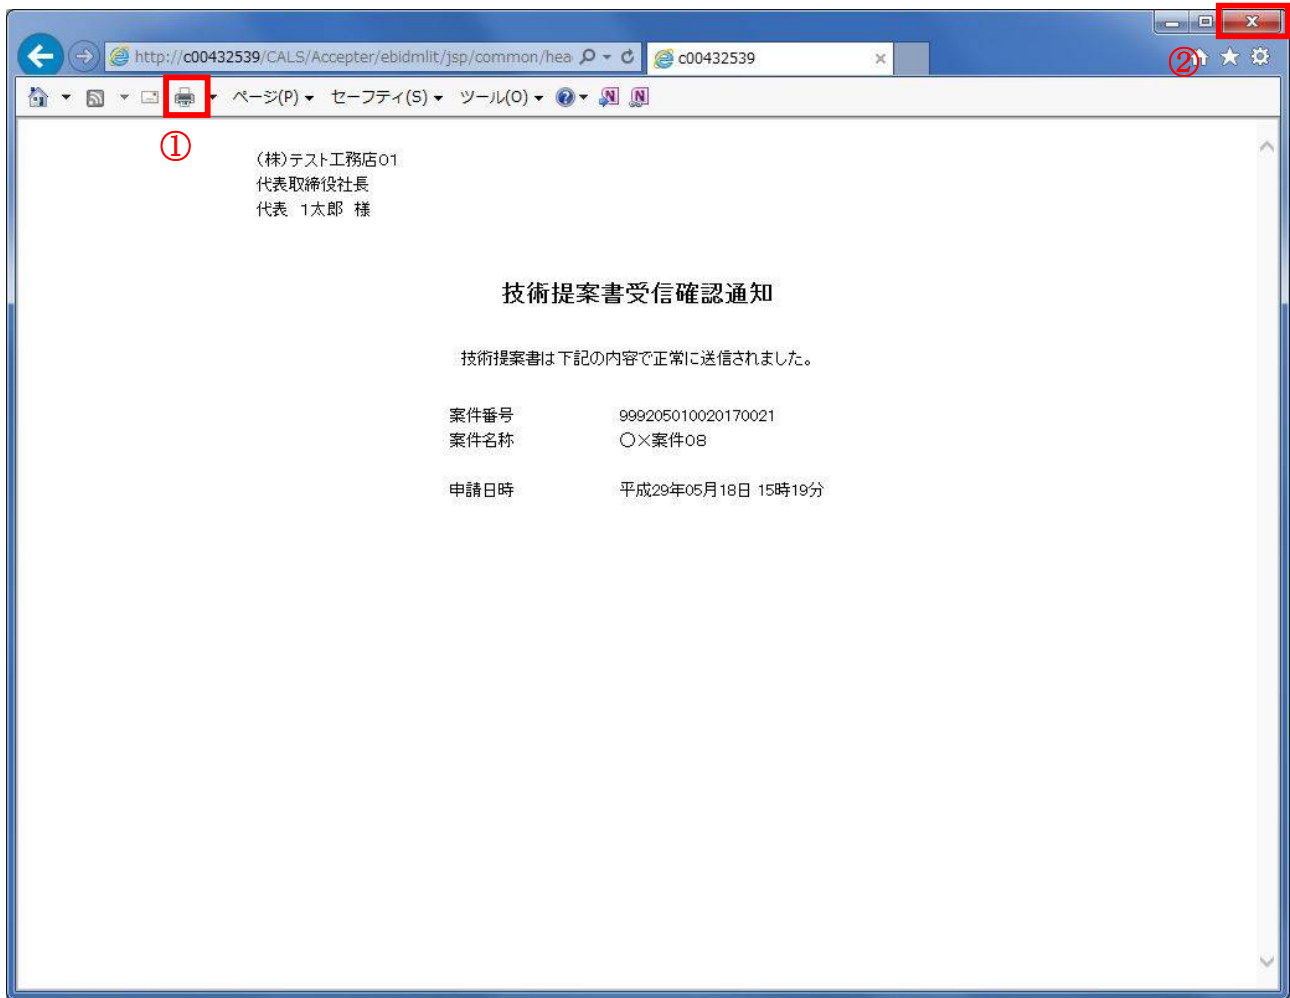 http://c00432539/CALS/Accepter/ebidmlit/jsp/common/hea
c00432539
②
ページ(P) セーフティ(S) ツール(O)
①
(株)テスト工務店01
代表取締役社長
代表 1太郎 様
技術提案書受信確認通知
技術提案書は下記の内容で正常に送信されました。
案件番号 999205010020170021
案件名称 〇×案件08
申請日時 平成29年05月18日 15時19分